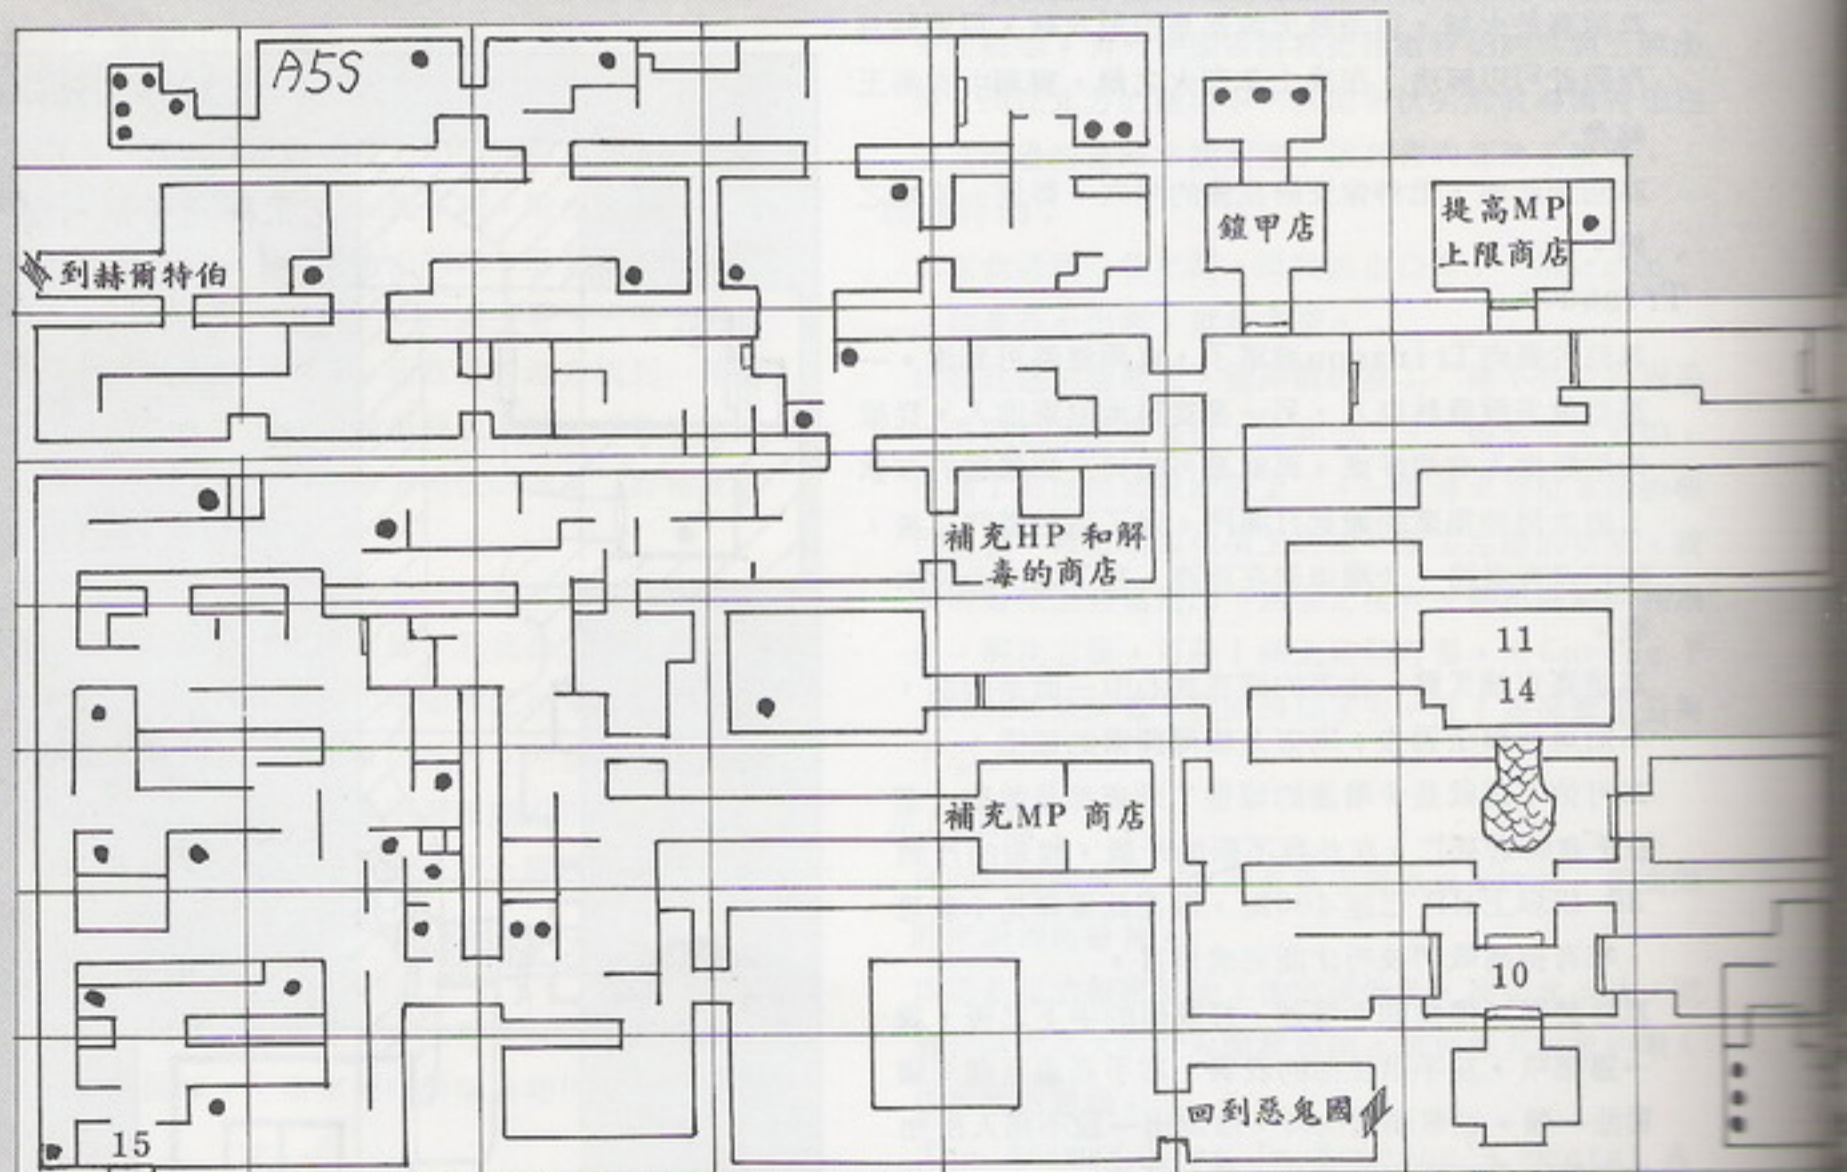 A5S
鎧甲店
提高MP
上限商店
到赫爾特伯
補充HP 和解
毒的商店
11
14
補充MP 商店
10
回到惡鬼國
15